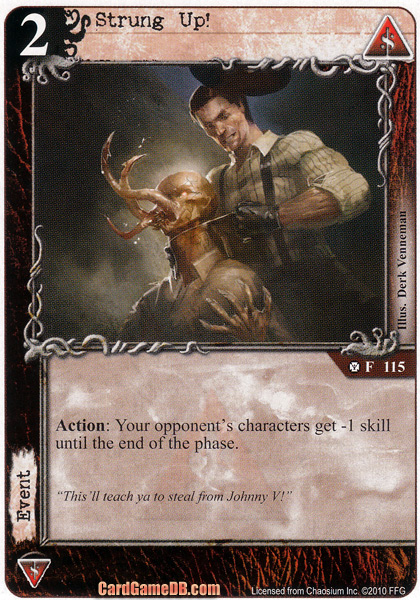 2
Strung Up!
Illus. Derk Venneman
F 115
Action: Your opponent's characters get -1 skill
until the end of the phase.
"This'll teach ya to steal from Johnny V!"
Event
CardGameDB.com
Licensed from Chaosium Inc. ©2010 FFG